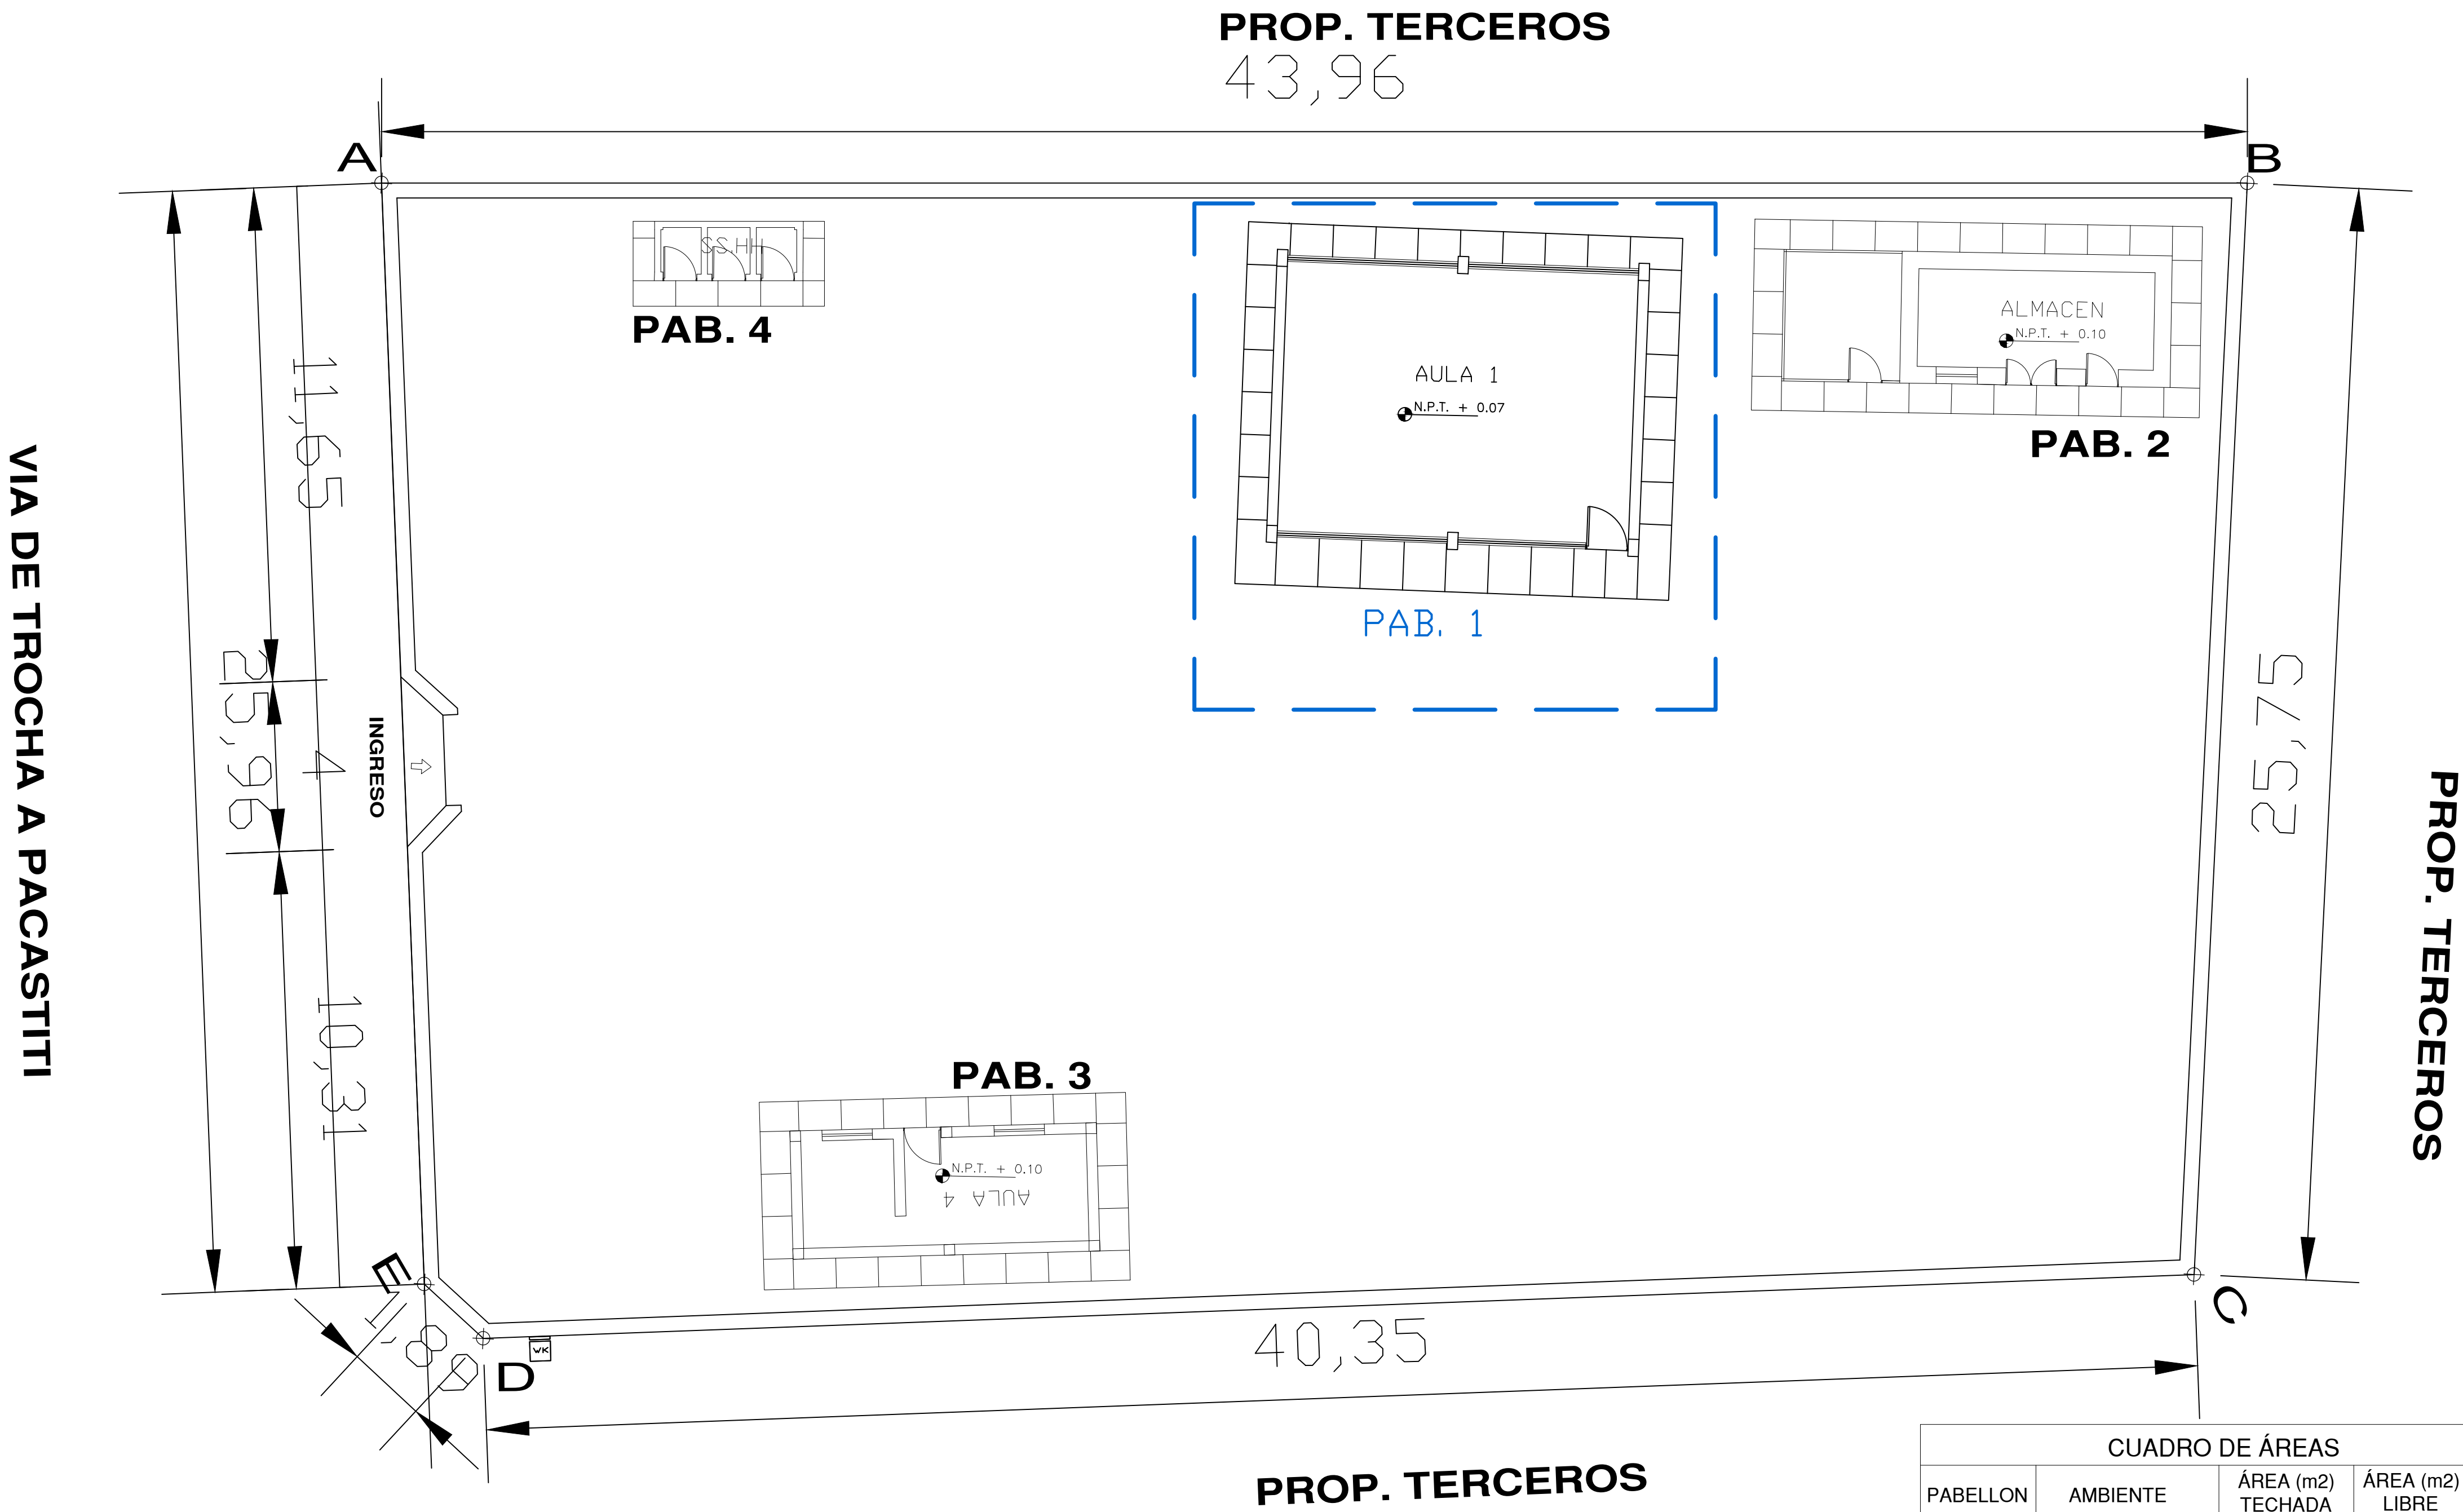 PROP. TERCEROS
43,96
A
B
SS.HH
PAB. 4
AULA 1
N.P.T. + 0.07
PAB. 1
ALMACEN
N.P.T. + 0.10
PAB. 2
VIA DE TROCHA A PACASTITI
25,96
11,65
4
10,31
INGRESO
25,75
PROP. TERCEROS
PAB. 3
N.P.T. + 0.10
AULA 4
E
1,89
D
WK
40,35
C
PROP. TERCEROS
CUADRO DE ÁREAS
PABELLON
AMBIENTE
ÁREA (m2)
TECHADA
ÁREA (m2)
LIBRE